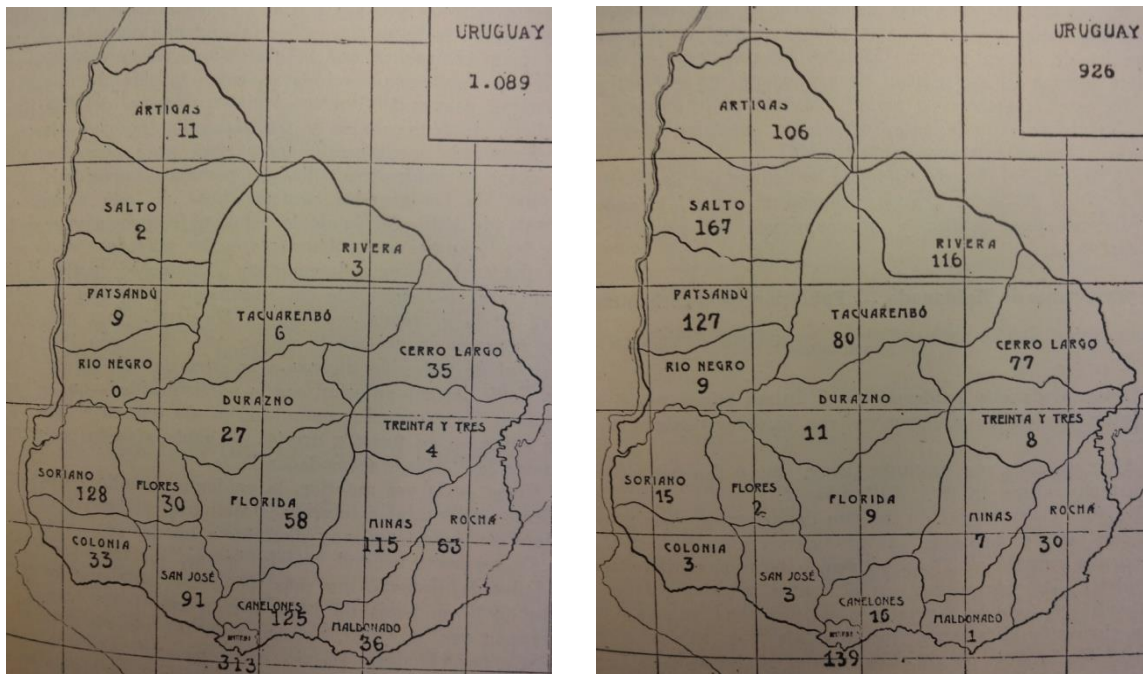 URUGUAY
1.089
ARTIGAS
11
SALTO
2
RIVERA
3
PAYSANDÚ
9
TACUAREMBÓ
6
CERRO LARGO
35
RIO NEGRO
0
DURAZNO
27
TREINTA Y TRES
4
SORIANO
128
FLORES
30
FLORIDA
58
MINAS
115
ROCHA
63
COLONIA
33
SAN JOSÉ
91
CANELONES
125
MALDONADO
36
313
URUGUAY
926
ARTIGAS
106
SALTO
167
RIVERA
116
PAYSANDÚ
127
TACUAREMBÓ
80
CERRO LARGO
77
RIO NEGRO
9
DURAZNO
11
TREINTA Y TRES
8
SORIANO
15
FLORES
2
FLORIDA
9
MINAS
7
ROCHA
30
COLONIA
3
SAN JOSÉ
3
CANELONES
16
MALDONADO
1
139